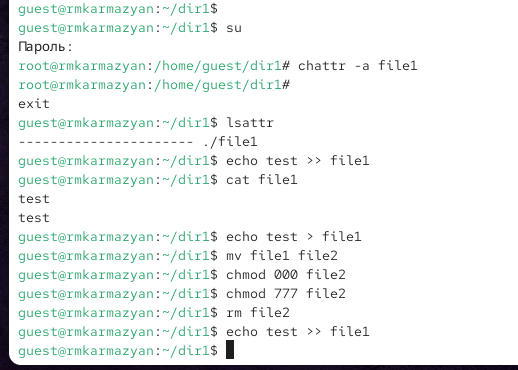 guest@rmkarmazyan:~/dir1$
guest@rmkarmazyan:~/dir1$ su
Пароль:
root@rmkarmazyan:/home/guest/dir1# chattr -a file1
root@rmkarmazyan:/home/guest/dir1#
exit
guest@rmkarmazyan:~/dir1$ lsattr
---------------------- ./file1
guest@rmkarmazyan:~/dir1$ echo test >> file1
guest@rmkarmazyan:~/dir1$ cat file1
test
test
guest@rmkarmazyan:~/dir1$ echo test > file1
guest@rmkarmazyan:~/dir1$ mv file1 file2
guest@rmkarmazyan:~/dir1$ chmod 000 file2
guest@rmkarmazyan:~/dir1$ chmod 777 file2
guest@rmkarmazyan:~/dir1$ rm file2
guest@rmkarmazyan:~/dir1$ echo test >> file1
guest@rmkarmazyan:~/dir1$